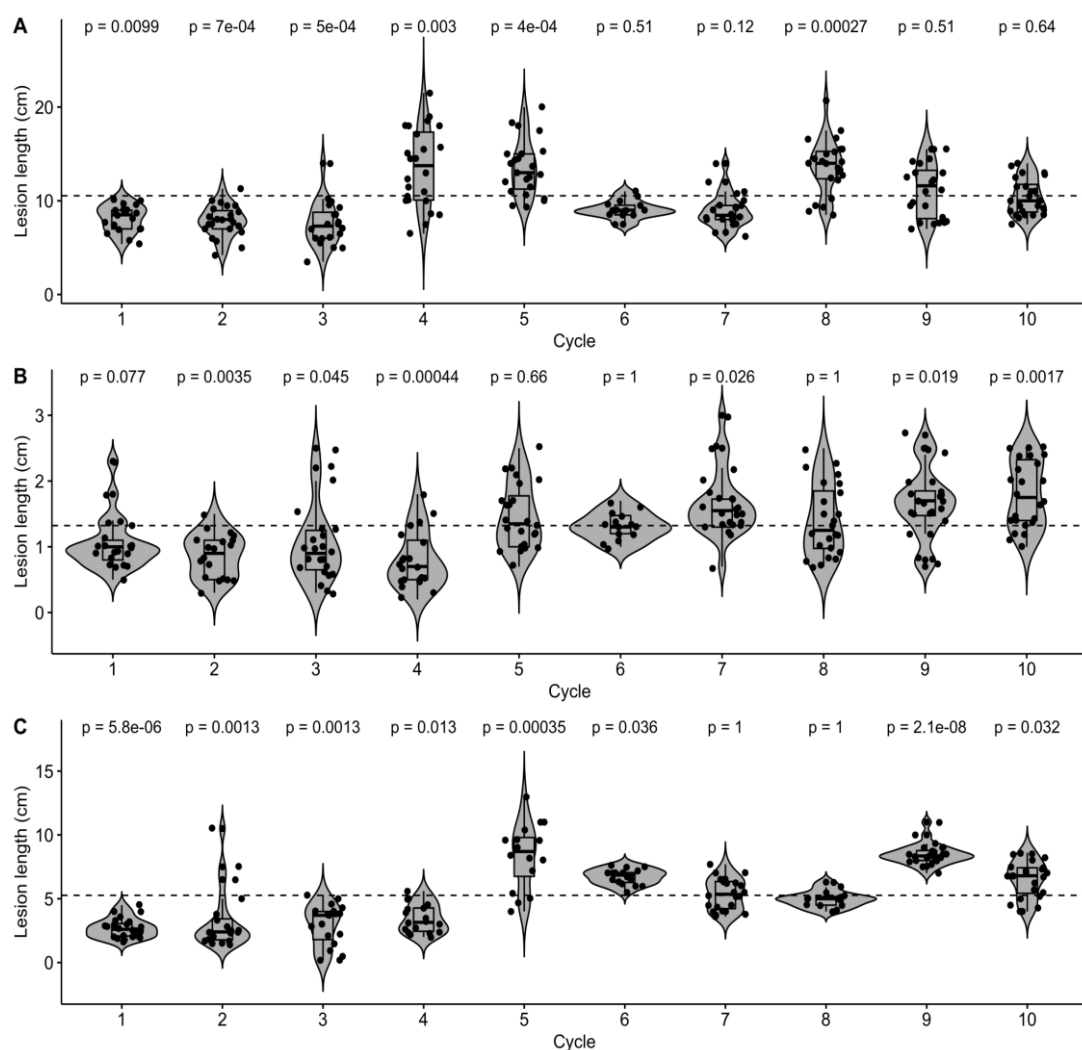 A
p = 0.0099 p = 7e-04 p = 5e-04 p = 0.003 p = 4e-04 p = 0.51 p = 0.12 p = 0.00027 p = 0.51 p = 0.64
Lesion length (cm)
20
10
0
1 2 3 4 5 6 7 8 9 10
Cycle
B
p = 0.077 p = 0.0035 p = 0.045 p = 0.00044 p = 0.66 p = 1 p = 0.026 p = 1 p = 0.019 p = 0.0017
Lesion length (cm)
3
2
1
0
1 2 3 4 5 6 7 8 9 10
Cycle
C
p = 5.8e-06 p = 0.0013 p = 0.0013 p = 0.013 p = 0.00035 p = 0.036 p = 1 p = 1 p = 2.1e-08 p = 0.032
Lesion length (cm)
15
10
5
0
1 2 3 4 5 6 7 8 9 10
Cycle